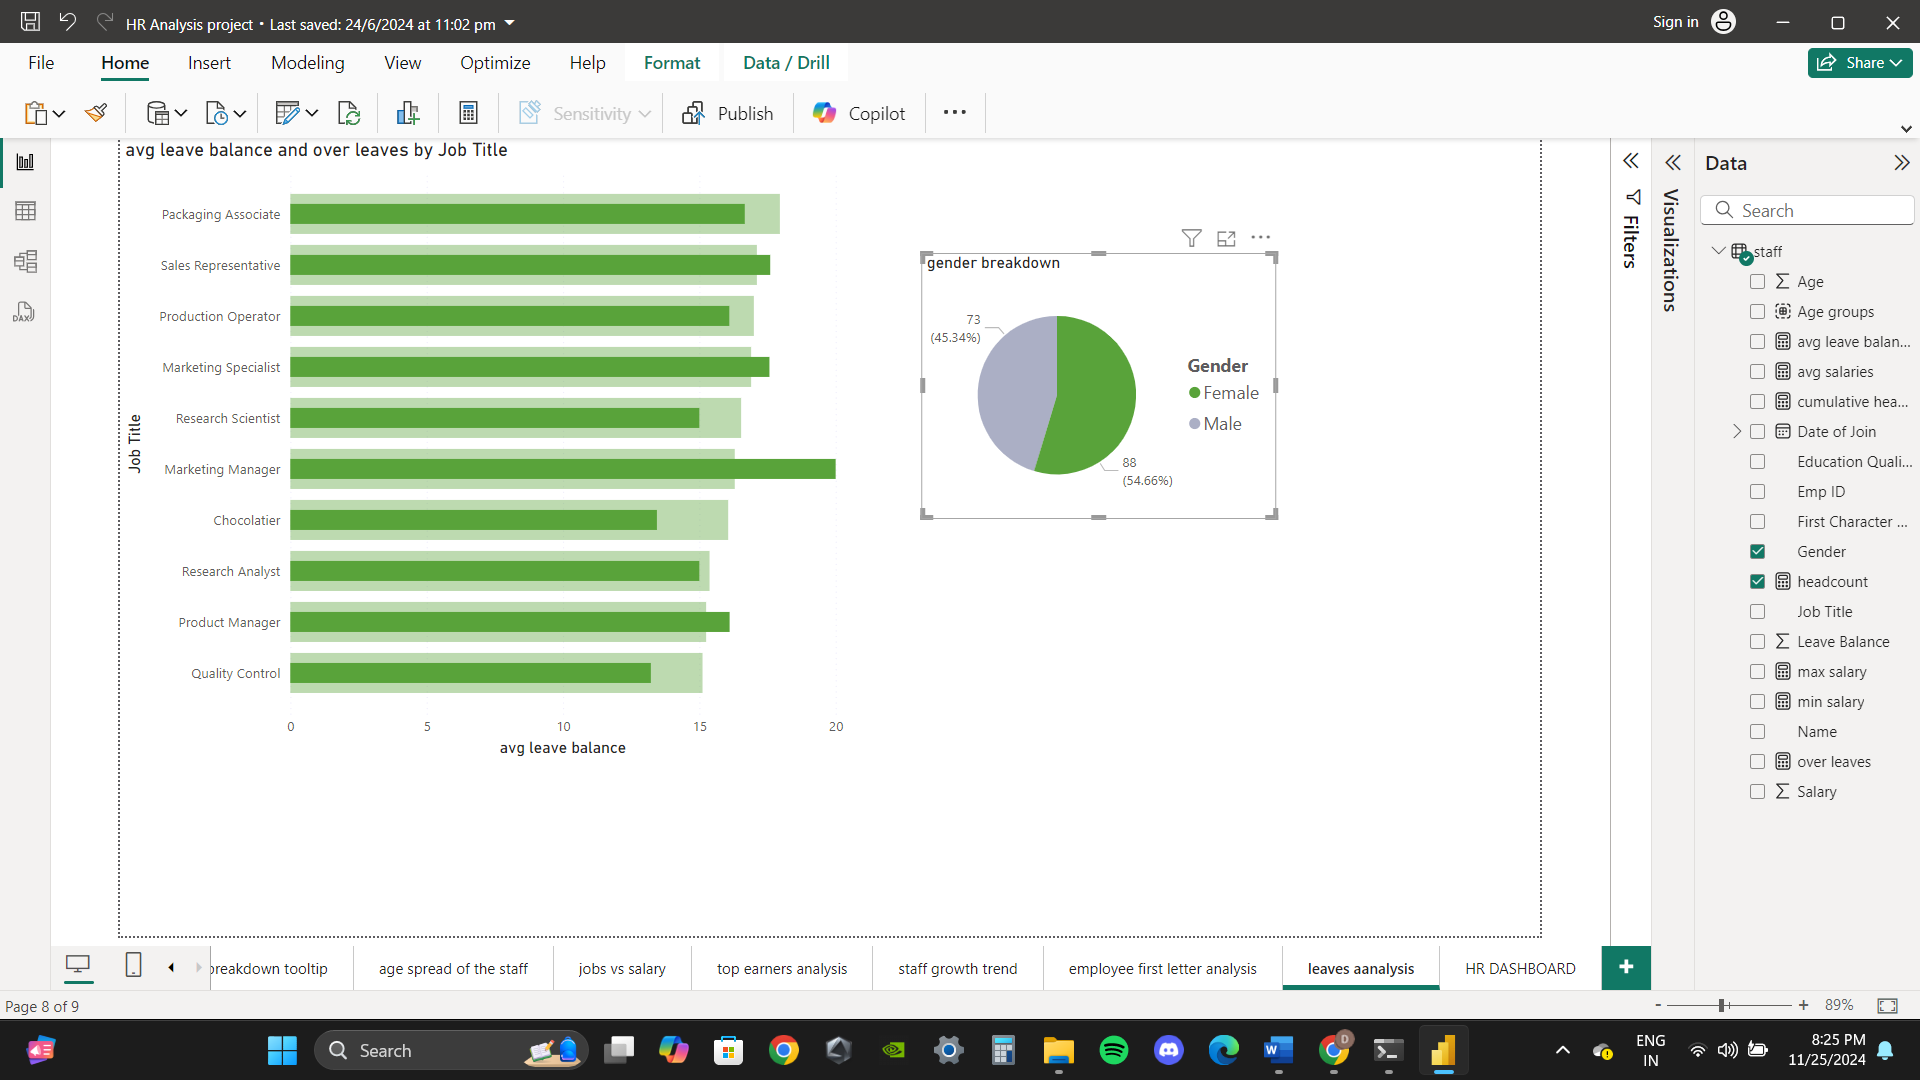 HR Analysis project • Last saved: 24/6/2024 at 11:02 pm
Sign in
File Home Insert Modeling View Optimize Help Format Data / Drill
Share
Sensitivity Publish Copilot
avg leave balance and over leaves by Job Title
Job Title
Packaging Associate
Sales Representative
Production Operator
Marketing Specialist
Research Scientist
Marketing Manager
Chocolatier
Research Analyst
Product Manager
Quality Control
0 5 10 15 20
avg leave balance
gender breakdown
73
(45.34%)
88
(54.66%)
Gender
Female
Male
Filters
Visualizations
Data
Search
staff
Age
Age groups
avg leave balan...
avg salaries
cumulative hea...
Date of Join
Education Quali...
Emp ID
First Character ...
Gender
headcount
Job Title
Leave Balance
max salary
min salary
Name
over leaves
Salary
DAX
breakdown tooltip age spread of the staff jobs vs salary top earners analysis staff growth trend employee first letter analysis leaves aanalysis HR DASHBOARD +
Page 8 of 9
- + 89%
Search
W
D
ENG
IN
8:25 PM
11/25/2024